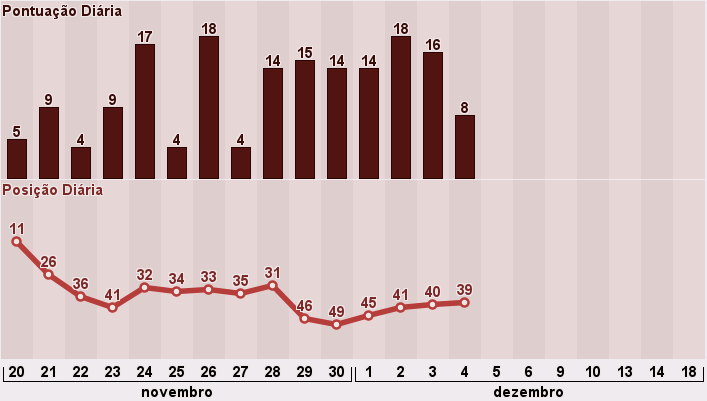 Pontuação Diária
5 9 4 9 17 4 18 4 14 15 14 14 18 16 8
Posição Diária
11 26 36 41 32 34 33 35 31 46 49 45 41 40 39
20 21 22 23 24 25 26 27 28 29 30 1 2 3 4 5 6 9 10 13 14 18
novembro dezembro